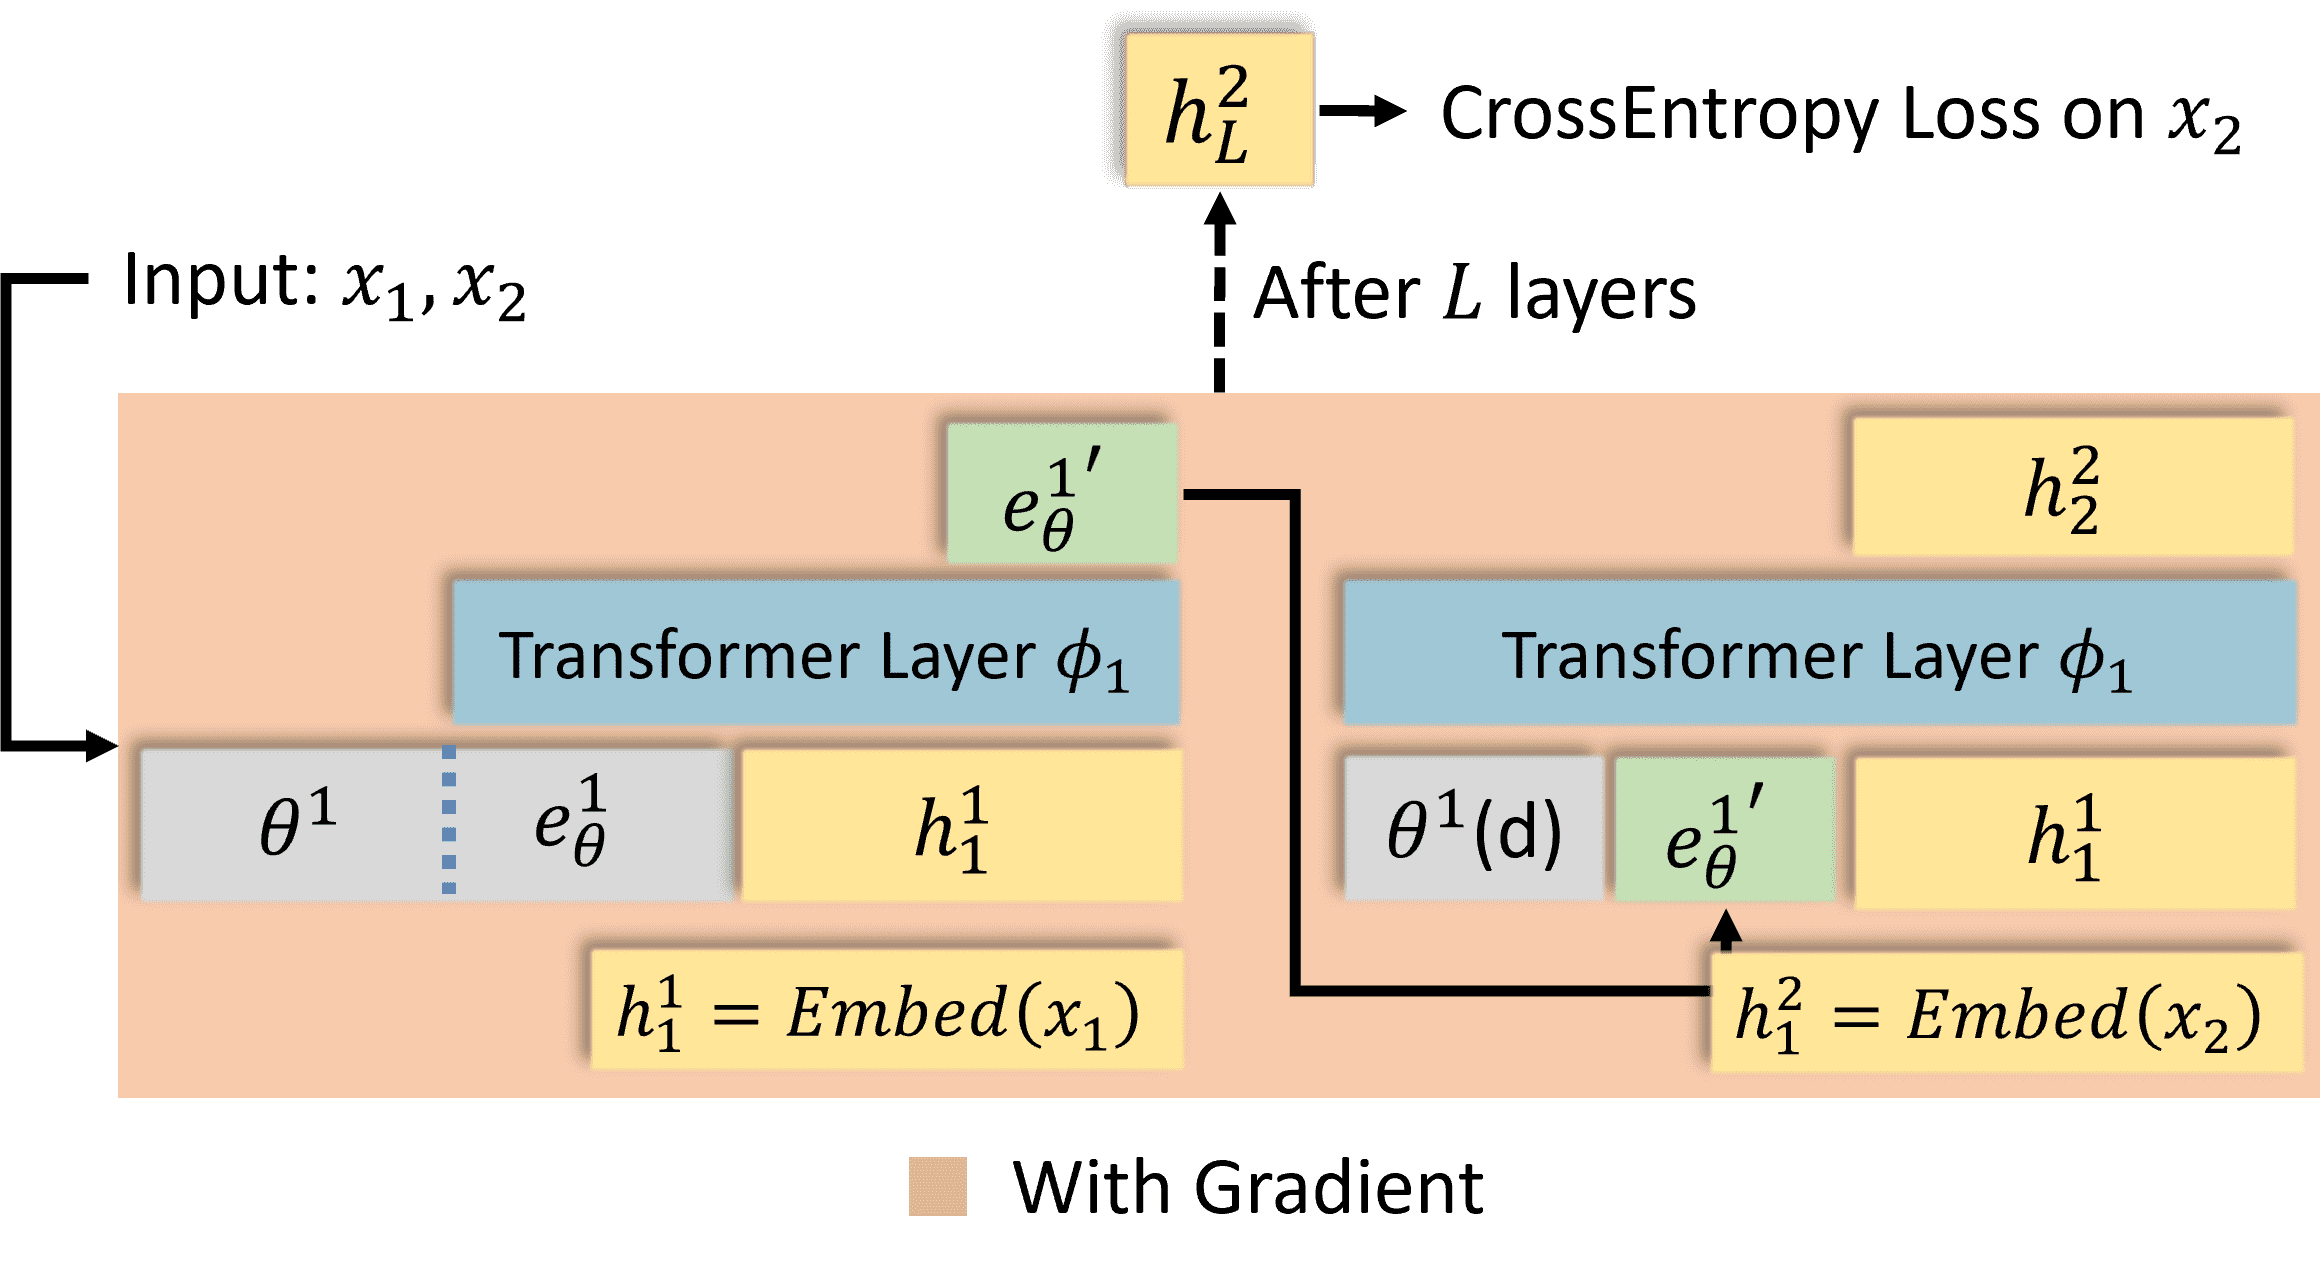 $h_L^2$ CrossEntropy Loss on $x_2$
Input: $x_1, x_2$
After $L$ layers
$e_\theta^{1\prime}$
$h_2^2$
Transformer Layer $\phi_1$
Transformer Layer $\phi_1$
$\theta^1$ $e_\theta^1$ $h_1^1$
$\theta^1$(d) $e_\theta^{1\prime}$ $h_1^1$
$h_1^1 = Embed(x_1)$
$h_1^2 = Embed(x_2)$
With Gradient